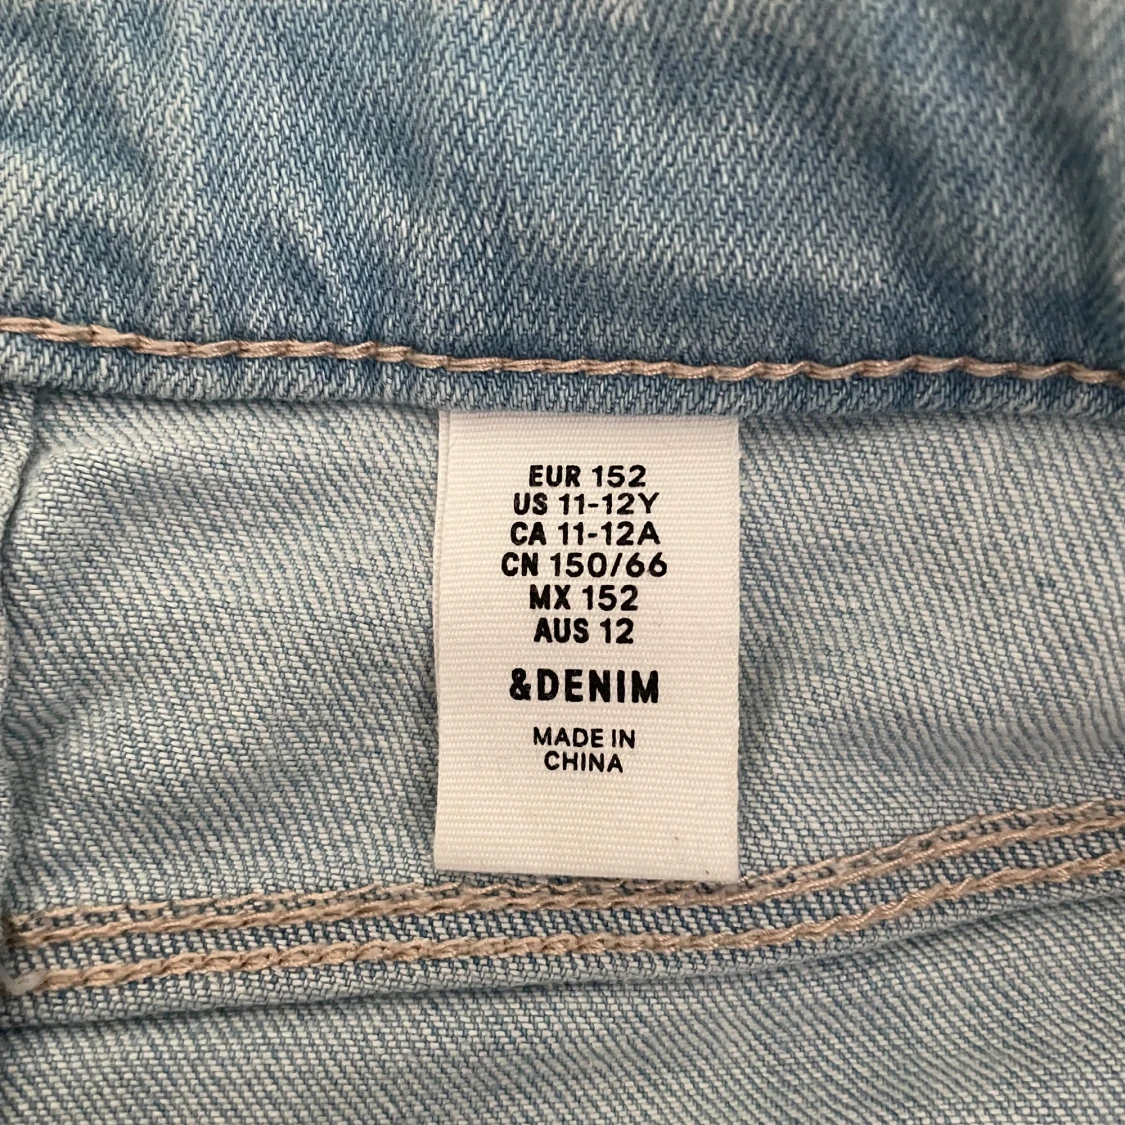 EUR 152
US 11-12Y
CA 11-12A
CN 150/66
MX 152
AUS 12
&DENIM
MADE IN
CHINA